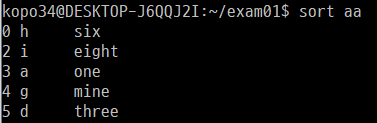 kopo34@DESKTOP-J6QQJ2I:~/exam01$ sort aa
0 h     six
2 i     eight
3 a     one
4 g     mine
5 d     three